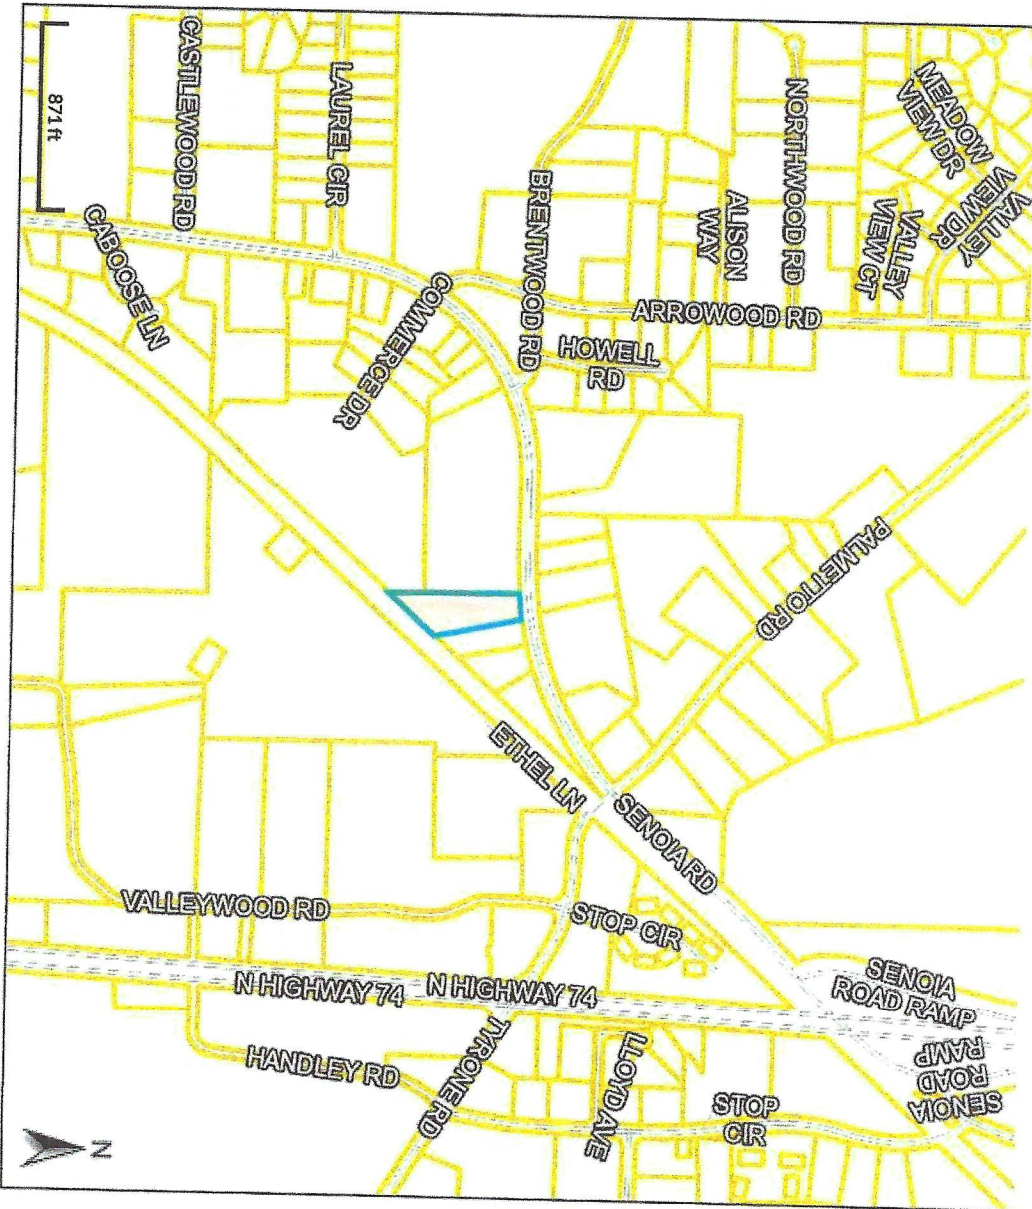 CASTLEWOOD RD
LAUREL CIR
871 ft
CABOOSE LN
BRENTWOOD RD
COMMERCE DR
NORTHWOOD RD
ALISON
WAY
MEADOW
VIEW DR
VALLEY
VIEW DR
VALLEY
VIEW CT
ARROWOOD RD
HOWELL
RD
PALMETTO RD
ETHEL LN
SENOIA RD
VALLEYWOOD RD
STOP CIR
N HIGHWAY 74
N HIGHWAY 74
SENOIA
ROAD RAMP
HANDLEY RD
TYRONE RD
LLOYD AVE
STOP
CIR
SENOIA
ROAD
RAMP
N